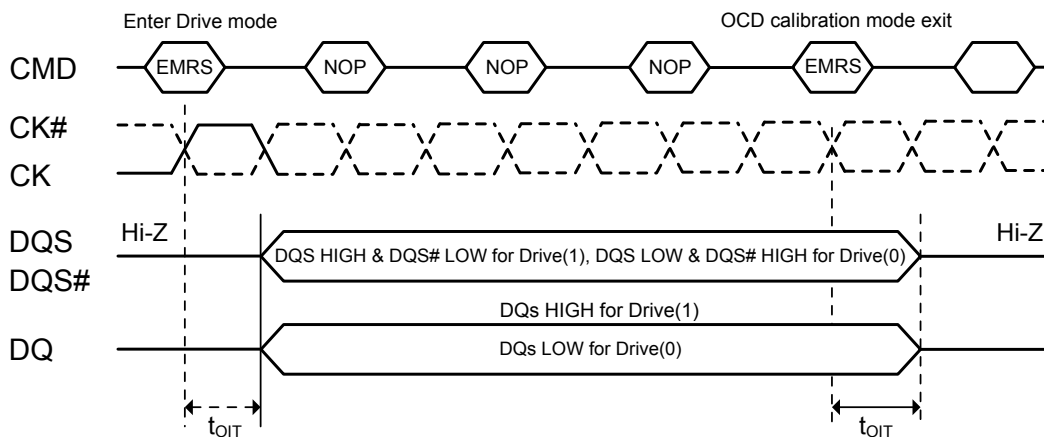 Enter Drive mode
OCD calibration mode exit
CMD
EMRS
NOP
NOP
NOP
EMRS
CK#
CK
DQS
Hi-Z
Hi-Z
DQS HIGH & DQS# LOW for Drive(1), DQS LOW & DQS# HIGH for Drive(0)
DQS#
DQs HIGH for Drive(1)
DQ
DQs LOW for Drive(0)
tOIT
tOIT